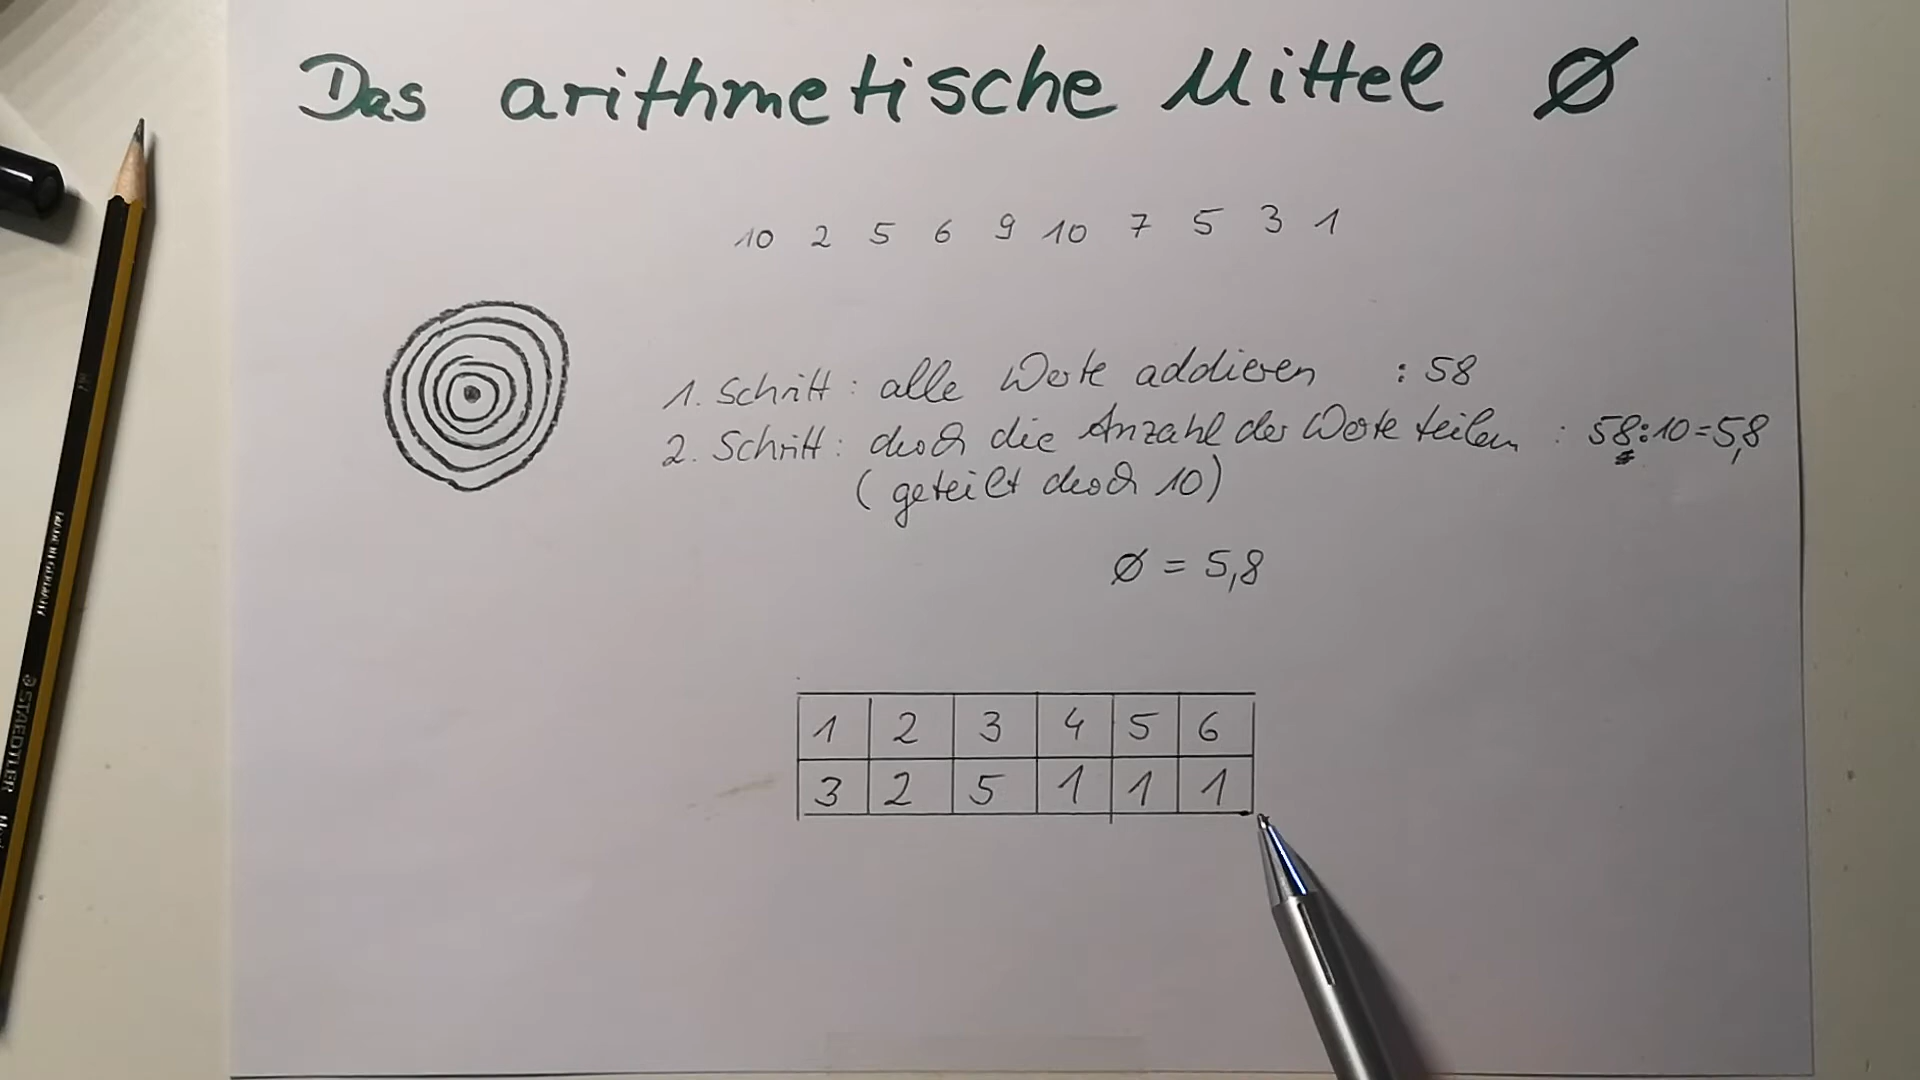 Das arithmetische Mittel Ø
10 2 5 6 9 10 7 5 3 1
1. Schritt: alle Werte addieren : 58
2. Schritt: durch die Anzahl der Werte teilen : 58:10=5,8
(geteilt durch 10)
Ø = 5,8
1 2 3 4 5 6
3 2 5 1 1 1
STAEDTLER